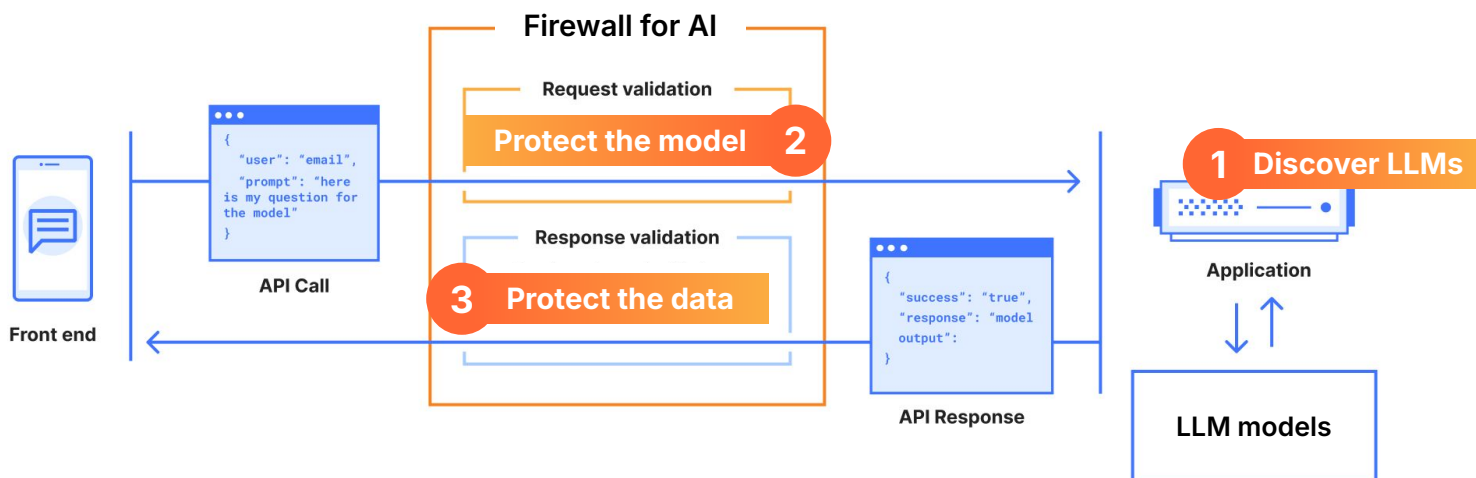 Firewall for AI
Request validation
Protect the model 2
1 Discover LLMs
{
“user”: “email”,
“prompt”: “here
is my question for
the model”
}
API Call
Response validation
3 Protect the data
{
“success”: “true”,
“response”: “model
output”:
}
API Response
Front end
Application
LLM models